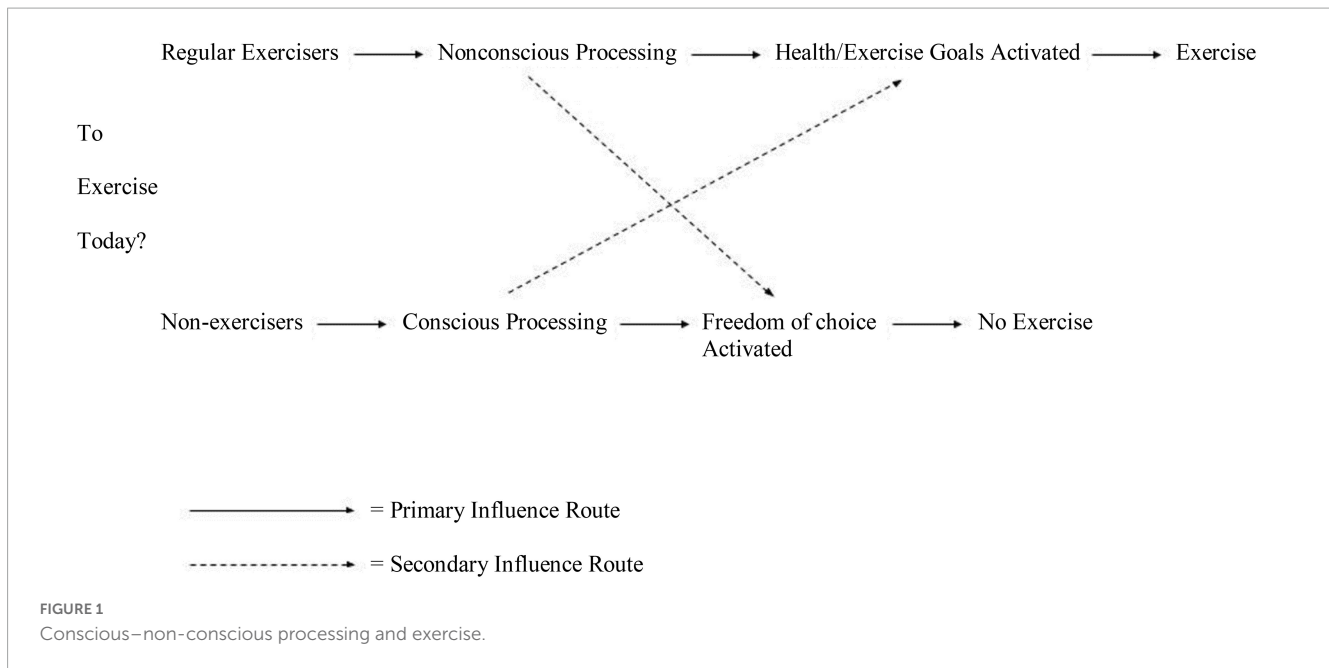 Regular Exercisers Nonconscious Processing Health/Exercise Goals Activated Exercise
To
Exercise
Today?
Non-exercisers Conscious Processing Freedom of choice No Exercise
Activated
= Primary Influence Route
= Secondary Influence Route
FIGURE 1
Conscious–non-conscious processing and exercise.